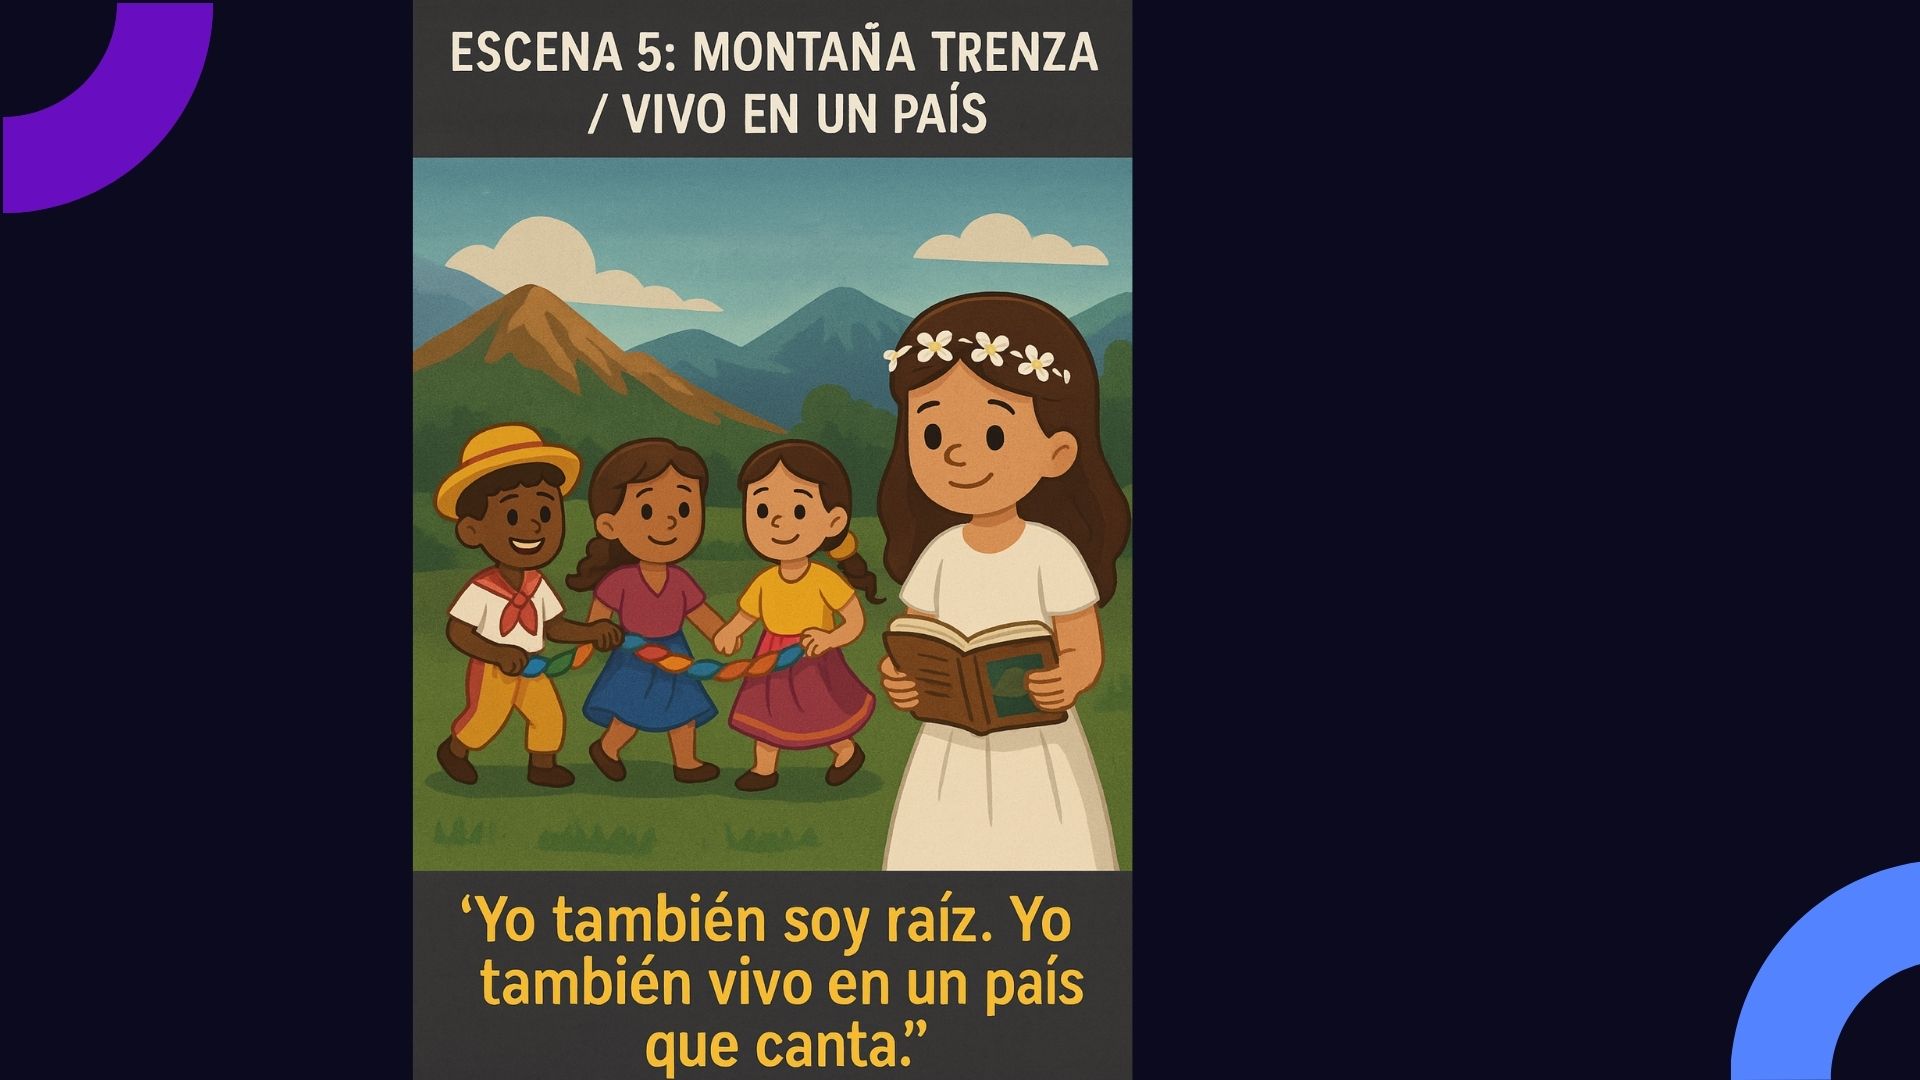 ESCENA 5: MONTAÑA TRENZA
/ VIVO EN UN PAÍS
‘Yo también soy raíz. Yo
también vivo en un país
que canta.”